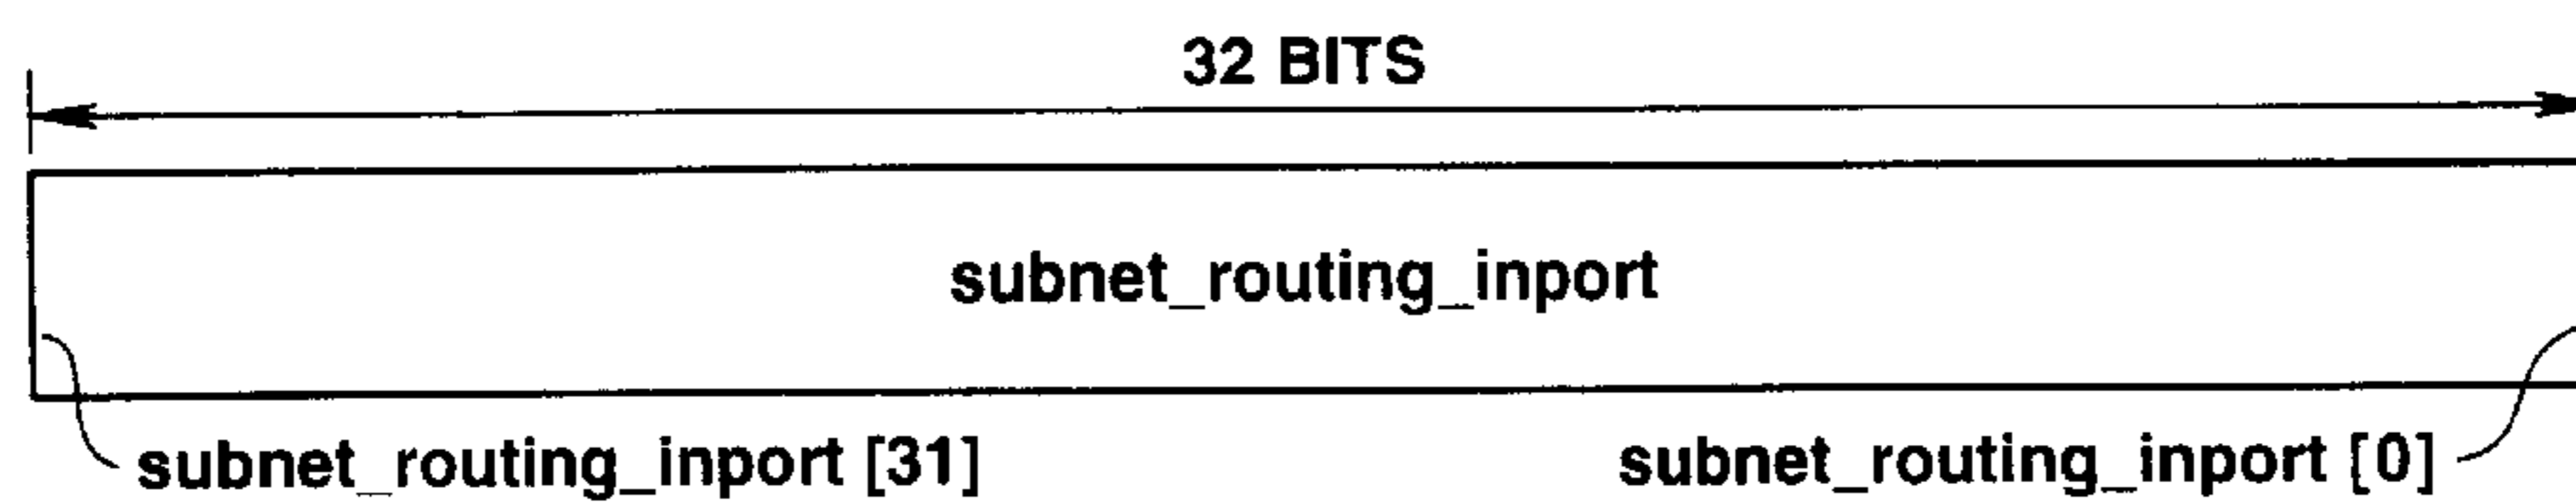 32 BITS
subnet_routing_inport
subnet_routing_inport [31] subnet_routing_inport [0]